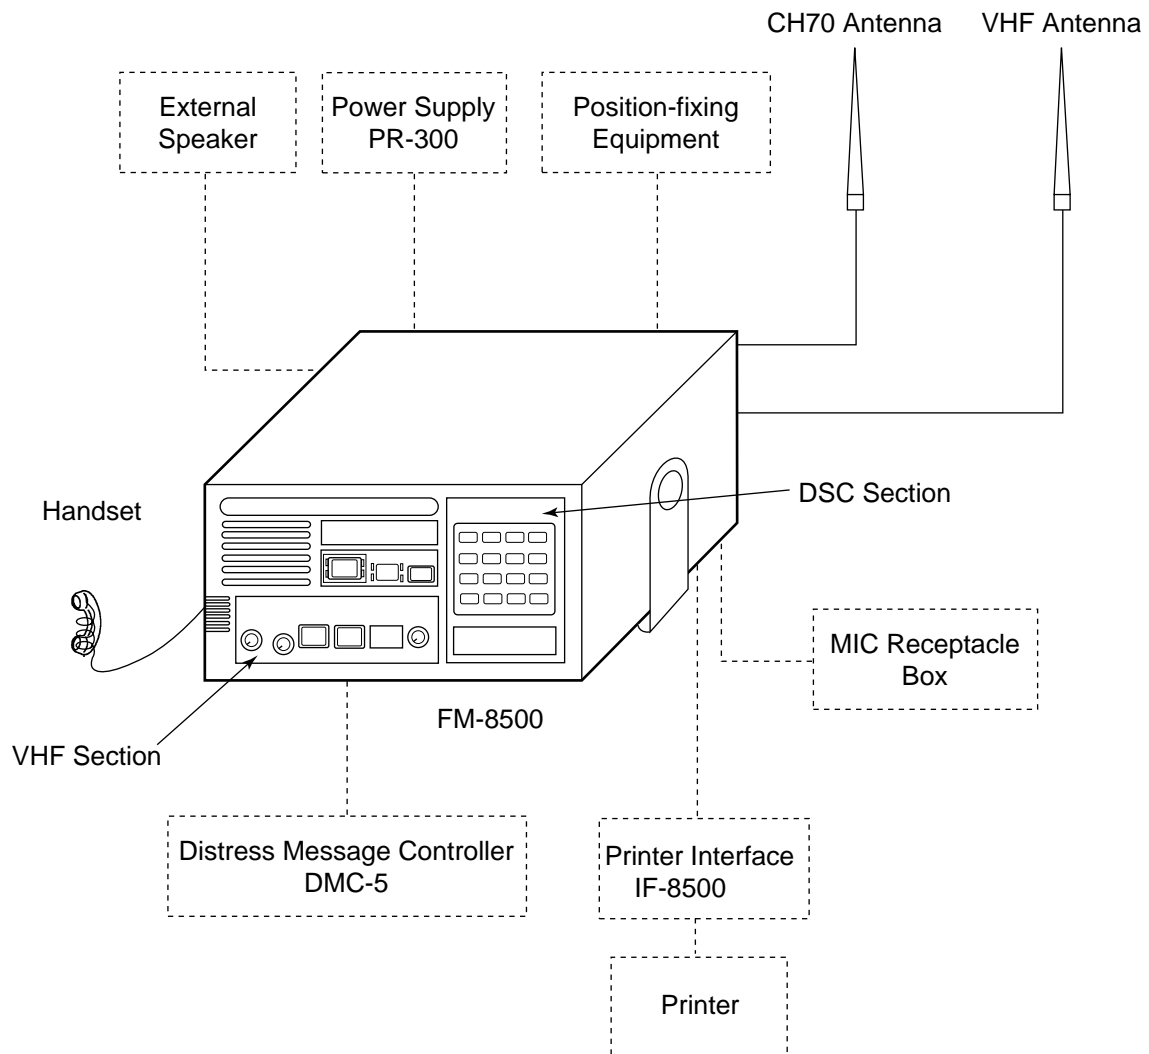 CH70 Antenna
VHF Antenna
External
Speaker
Power Supply
PR-300
Position-fixing
Equipment
DSC Section
Handset
MIC Receptacle
Box
FM-8500
VHF Section
Distress Message Controller
DMC-5
Printer Interface
IF-8500
Printer